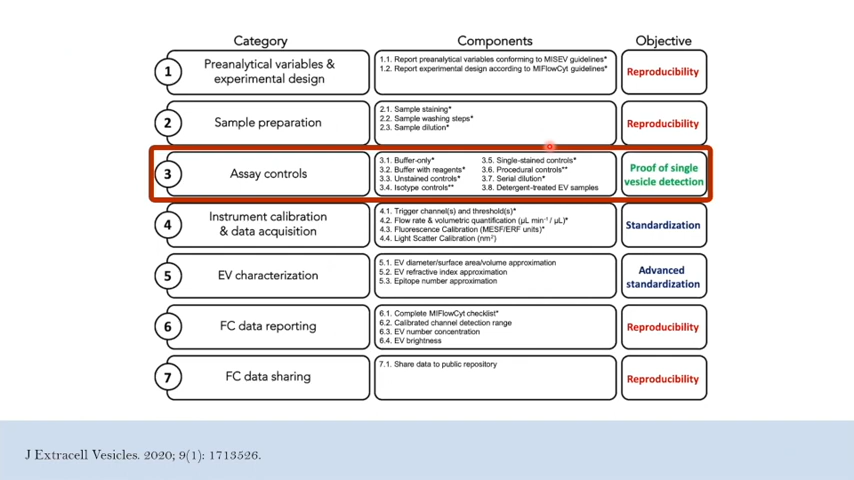 Category Components Objective
1 Preanalytical variables & experimental design
1.1. Report preanalytical variables conforming to MISEV guidelines*
1.2. Report experimental design according to MIFlowCyt guidelines*
Reproducibility
2 Sample preparation
2.1. Sample staining*
2.2. Sample washing steps*
2.3. Sample dilution*
Reproducibility
3 Assay controls
3.1. Buffer-only*
3.2. Buffer with reagents*
3.3. Unstained controls*
3.4. Isotype controls**
3.5. Single-stained controls*
3.6. Procedural controls**
3.7. Serial dilution*
3.8. Detergent-treated EV samples
Proof of single
vesicle detection
4 Instrument calibration
& data acquisition
4.1. Trigger channel(s) and threshold(s)*
4.2. Flow rate & volumetric quantification (µL min⁻¹ / µL)*
4.3. Fluorescence Calibration (MESF/ERF units)*
4.4. Light Scatter Calibration (nm²)
Standardization
5 EV characterization
5.1. EV diameter/surface area/volume approximation
5.2. EV refractive index approximation
5.3. Epitope number approximation
Advanced
standardization
6 FC data reporting
6.1. Complete MIFlowCyt checklist*
6.2. Calibrated channel detection range
6.3. EV number concentration
6.4. EV brightness
Reproducibility
7 FC data sharing
7.1. Share data to public repository
Reproducibility
J Extracell Vesicles. 2020; 9(1): 1713526.